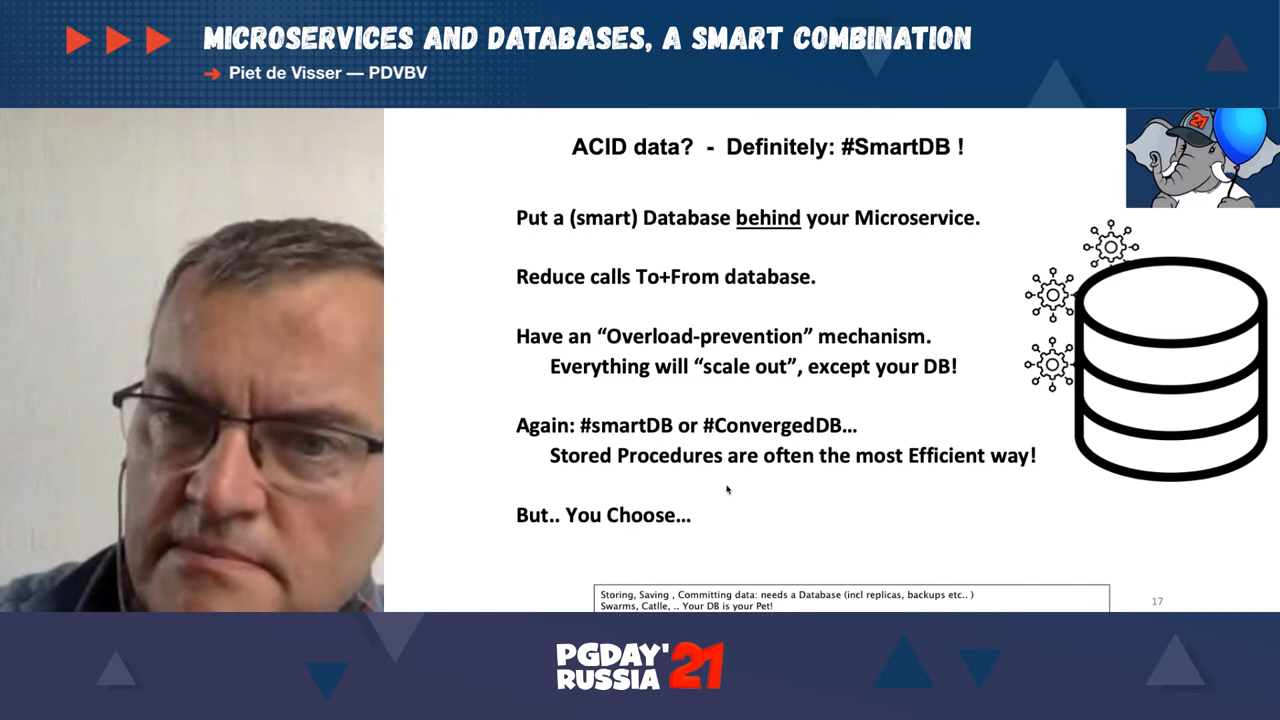 MICROSERVICES AND DATABASES, A SMART COMBINATION
Piet de Visser — PDVBV
21
ACID data? - Definitely: #SmartDB !
Put a (smart) Database behind your Microservice.
Reduce calls To+From database.
Have an “Overload-prevention” mechanism.
Everything will “scale out”, except your DB!
Again: #smartDB or #ConvergedDB…
Stored Procedures are often the most Efficient way!
But.. You Choose…
Storing, Saving , Committing data: needs a Database (incl replicas, backups etc.. )
Swarms, Catlle, .. Your DB is your Pet!
17
PGDAY'21
RUSSIA